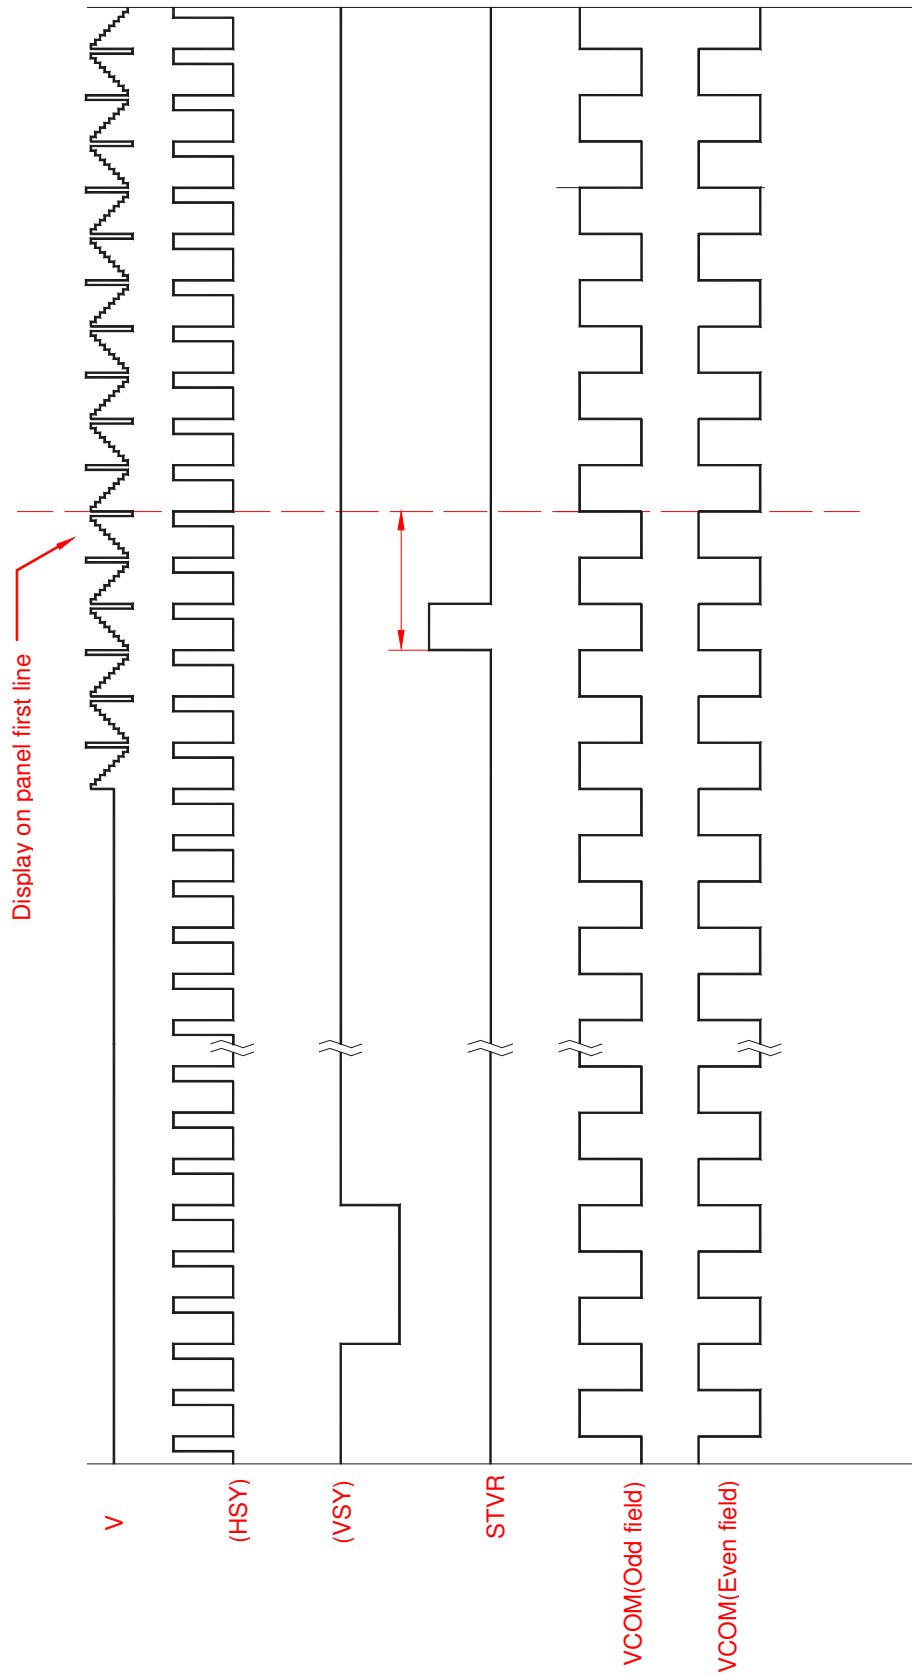 Display on panel first line
V
(HSY)
(VSY)
STVR
VCOM(Odd field)
VCOM(Even field)